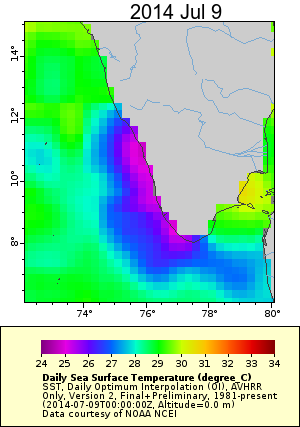 2014 Jul 9
14°
12°
10°
8°
74° 76° 78° 80°
24 25 26 27 28 29 30 31 32 33 34
Daily Sea Surface Temperature (degree_C)
SST, Daily Optimum Interpolation (OI), AVHRR
Only, Version 2, Final+Preliminary, 1981-present
(2014-07-09T00:00:00Z, Altitude=0.0 m)
Data courtesy of NOAA NCEI